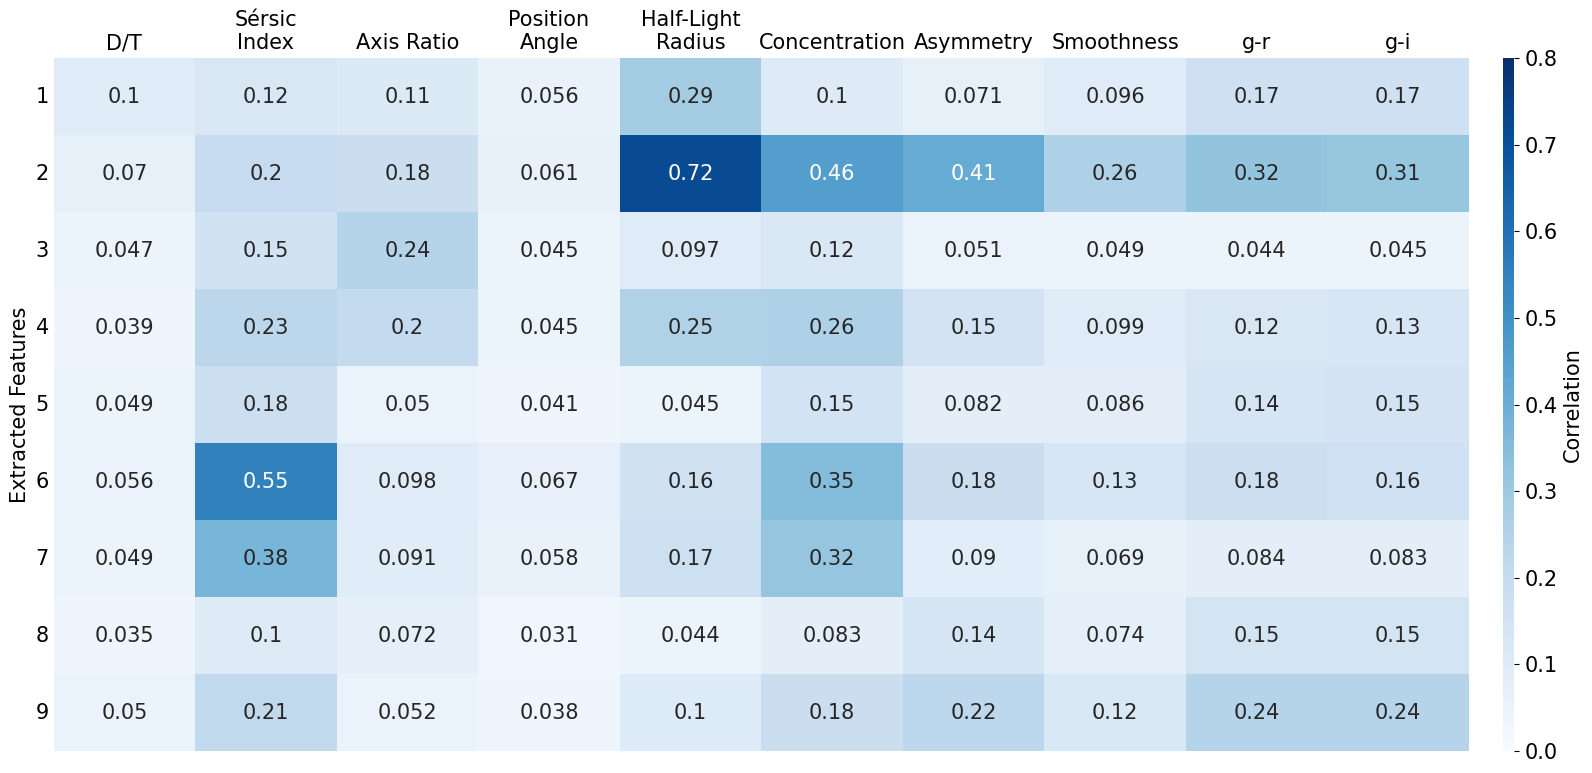 Sérsic
Position
Half-Light
D/T
Index
Axis Ratio
Angle
Radius
Concentration
Asymmetry
Smoothness
g-r
g-i
1 0.1 0.12 0.11 0.056 0.29 0.1 0.071 0.096 0.17 0.17
2 0.07 0.2 0.18 0.061 0.72 0.46 0.41 0.26 0.32 0.31
3 0.047 0.15 0.24 0.045 0.097 0.12 0.051 0.049 0.044 0.045
4 0.039 0.23 0.2 0.045 0.25 0.26 0.15 0.099 0.12 0.13
5 0.049 0.18 0.05 0.041 0.045 0.15 0.082 0.086 0.14 0.15
6 0.056 0.55 0.098 0.067 0.16 0.35 0.18 0.13 0.18 0.16
7 0.049 0.38 0.091 0.058 0.17 0.32 0.09 0.069 0.084 0.083
8 0.035 0.1 0.072 0.031 0.044 0.083 0.14 0.074 0.15 0.15
9 0.05 0.21 0.052 0.038 0.1 0.18 0.22 0.12 0.24 0.24
Extracted Features
0.8
0.7
0.6
0.5
0.4
0.3
0.2
0.1
0.0
Correlation